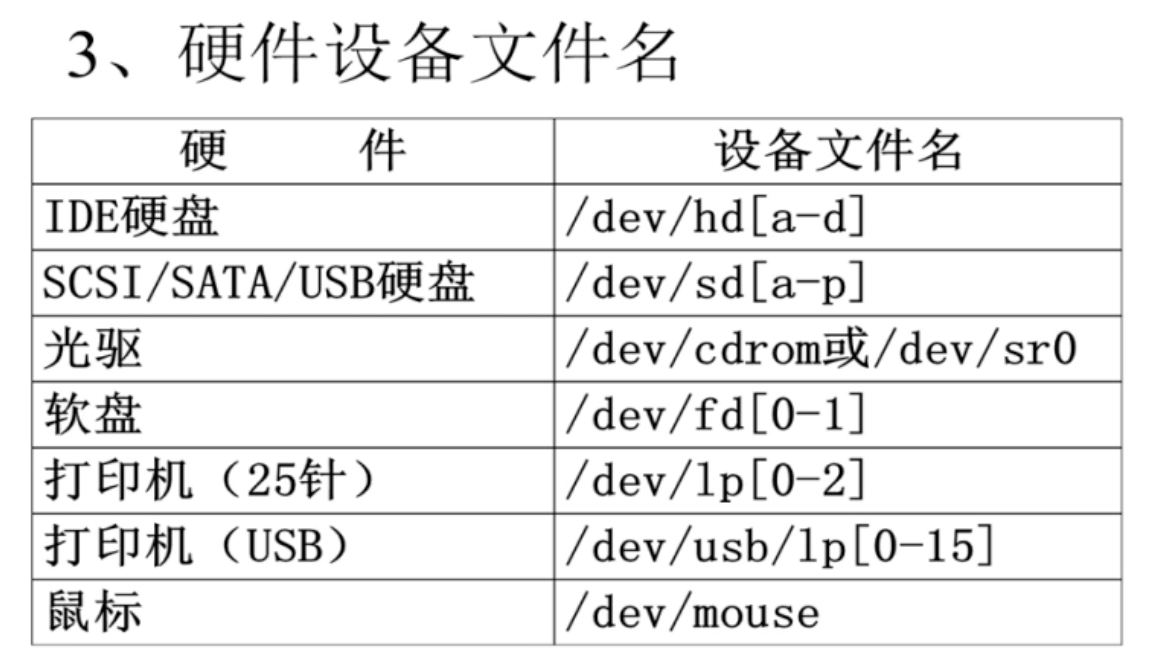 3、硬件设备文件名
硬 件 设备文件名
IDE硬盘 /dev/hd[a-d]
SCSI/SATA/USB硬盘 /dev/sd[a-p]
光驱 /dev/cdrom或/dev/sr0
软盘 /dev/fd[0-1]
打印机（25针） /dev/lp[0-2]
打印机（USB） /dev/usb/lp[0-15]
鼠标 /dev/mouse